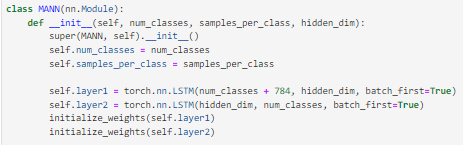 class MANN(nn.Module):
    def __init__(self, num_classes, samples_per_class, hidden_dim):
        super(MANN, self).__init__()
        self.num_classes = num_classes
        self.samples_per_class = samples_per_class

        self.layer1 = torch.nn.LSTM(num_classes + 784, hidden_dim, batch_first=True)
        self.layer2 = torch.nn.LSTM(hidden_dim, num_classes, batch_first=True)
        initialize_weights(self.layer1)
        initialize_weights(self.layer2)